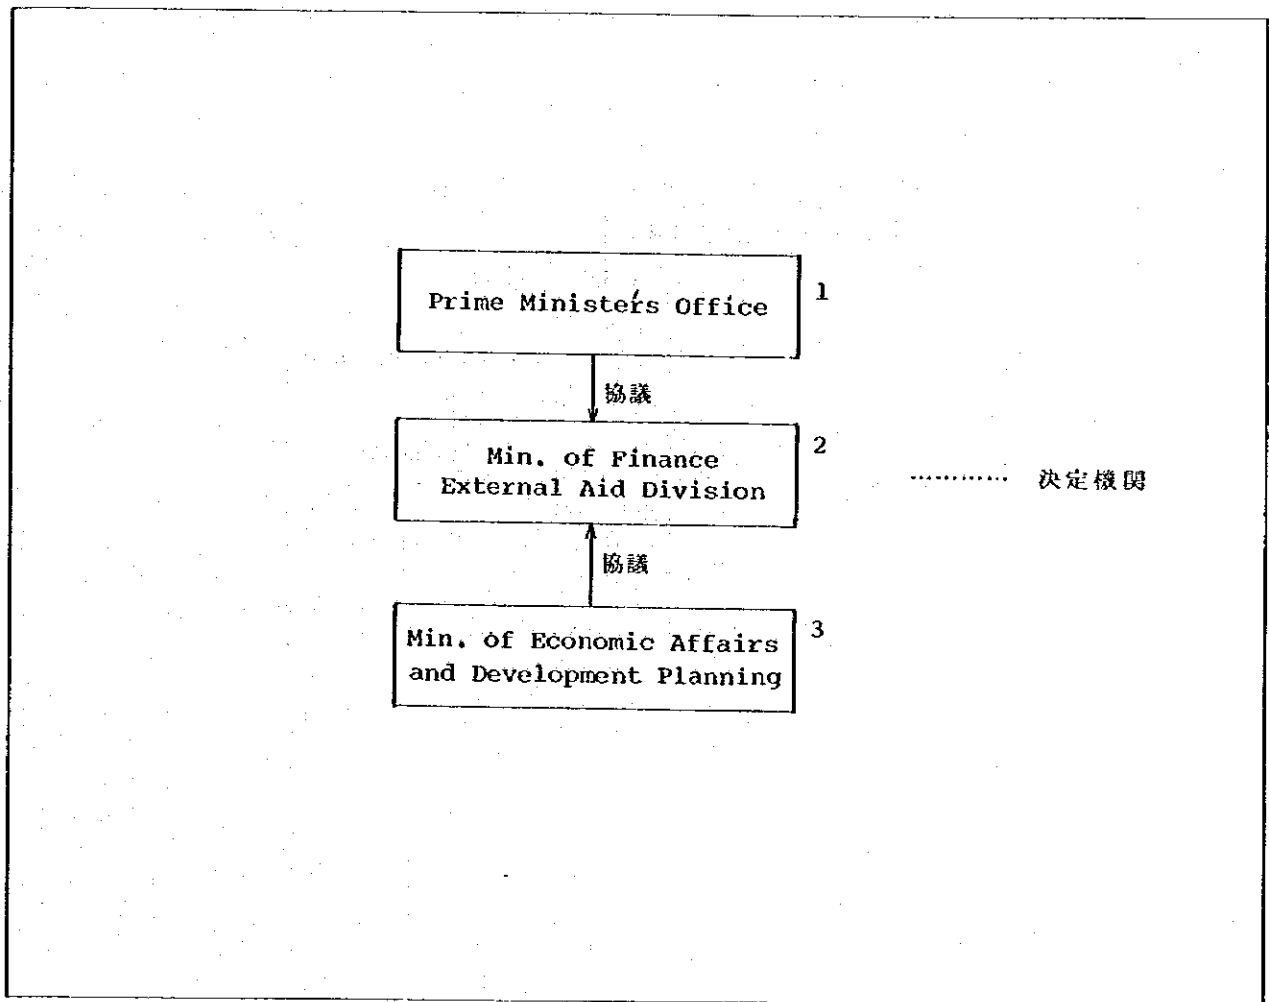 Prime Minister's Office
1
協議
Min. of Finance
External Aid Division
2
………… 決定機関
協議
Min. of Economic Affairs
and Development Planning
3